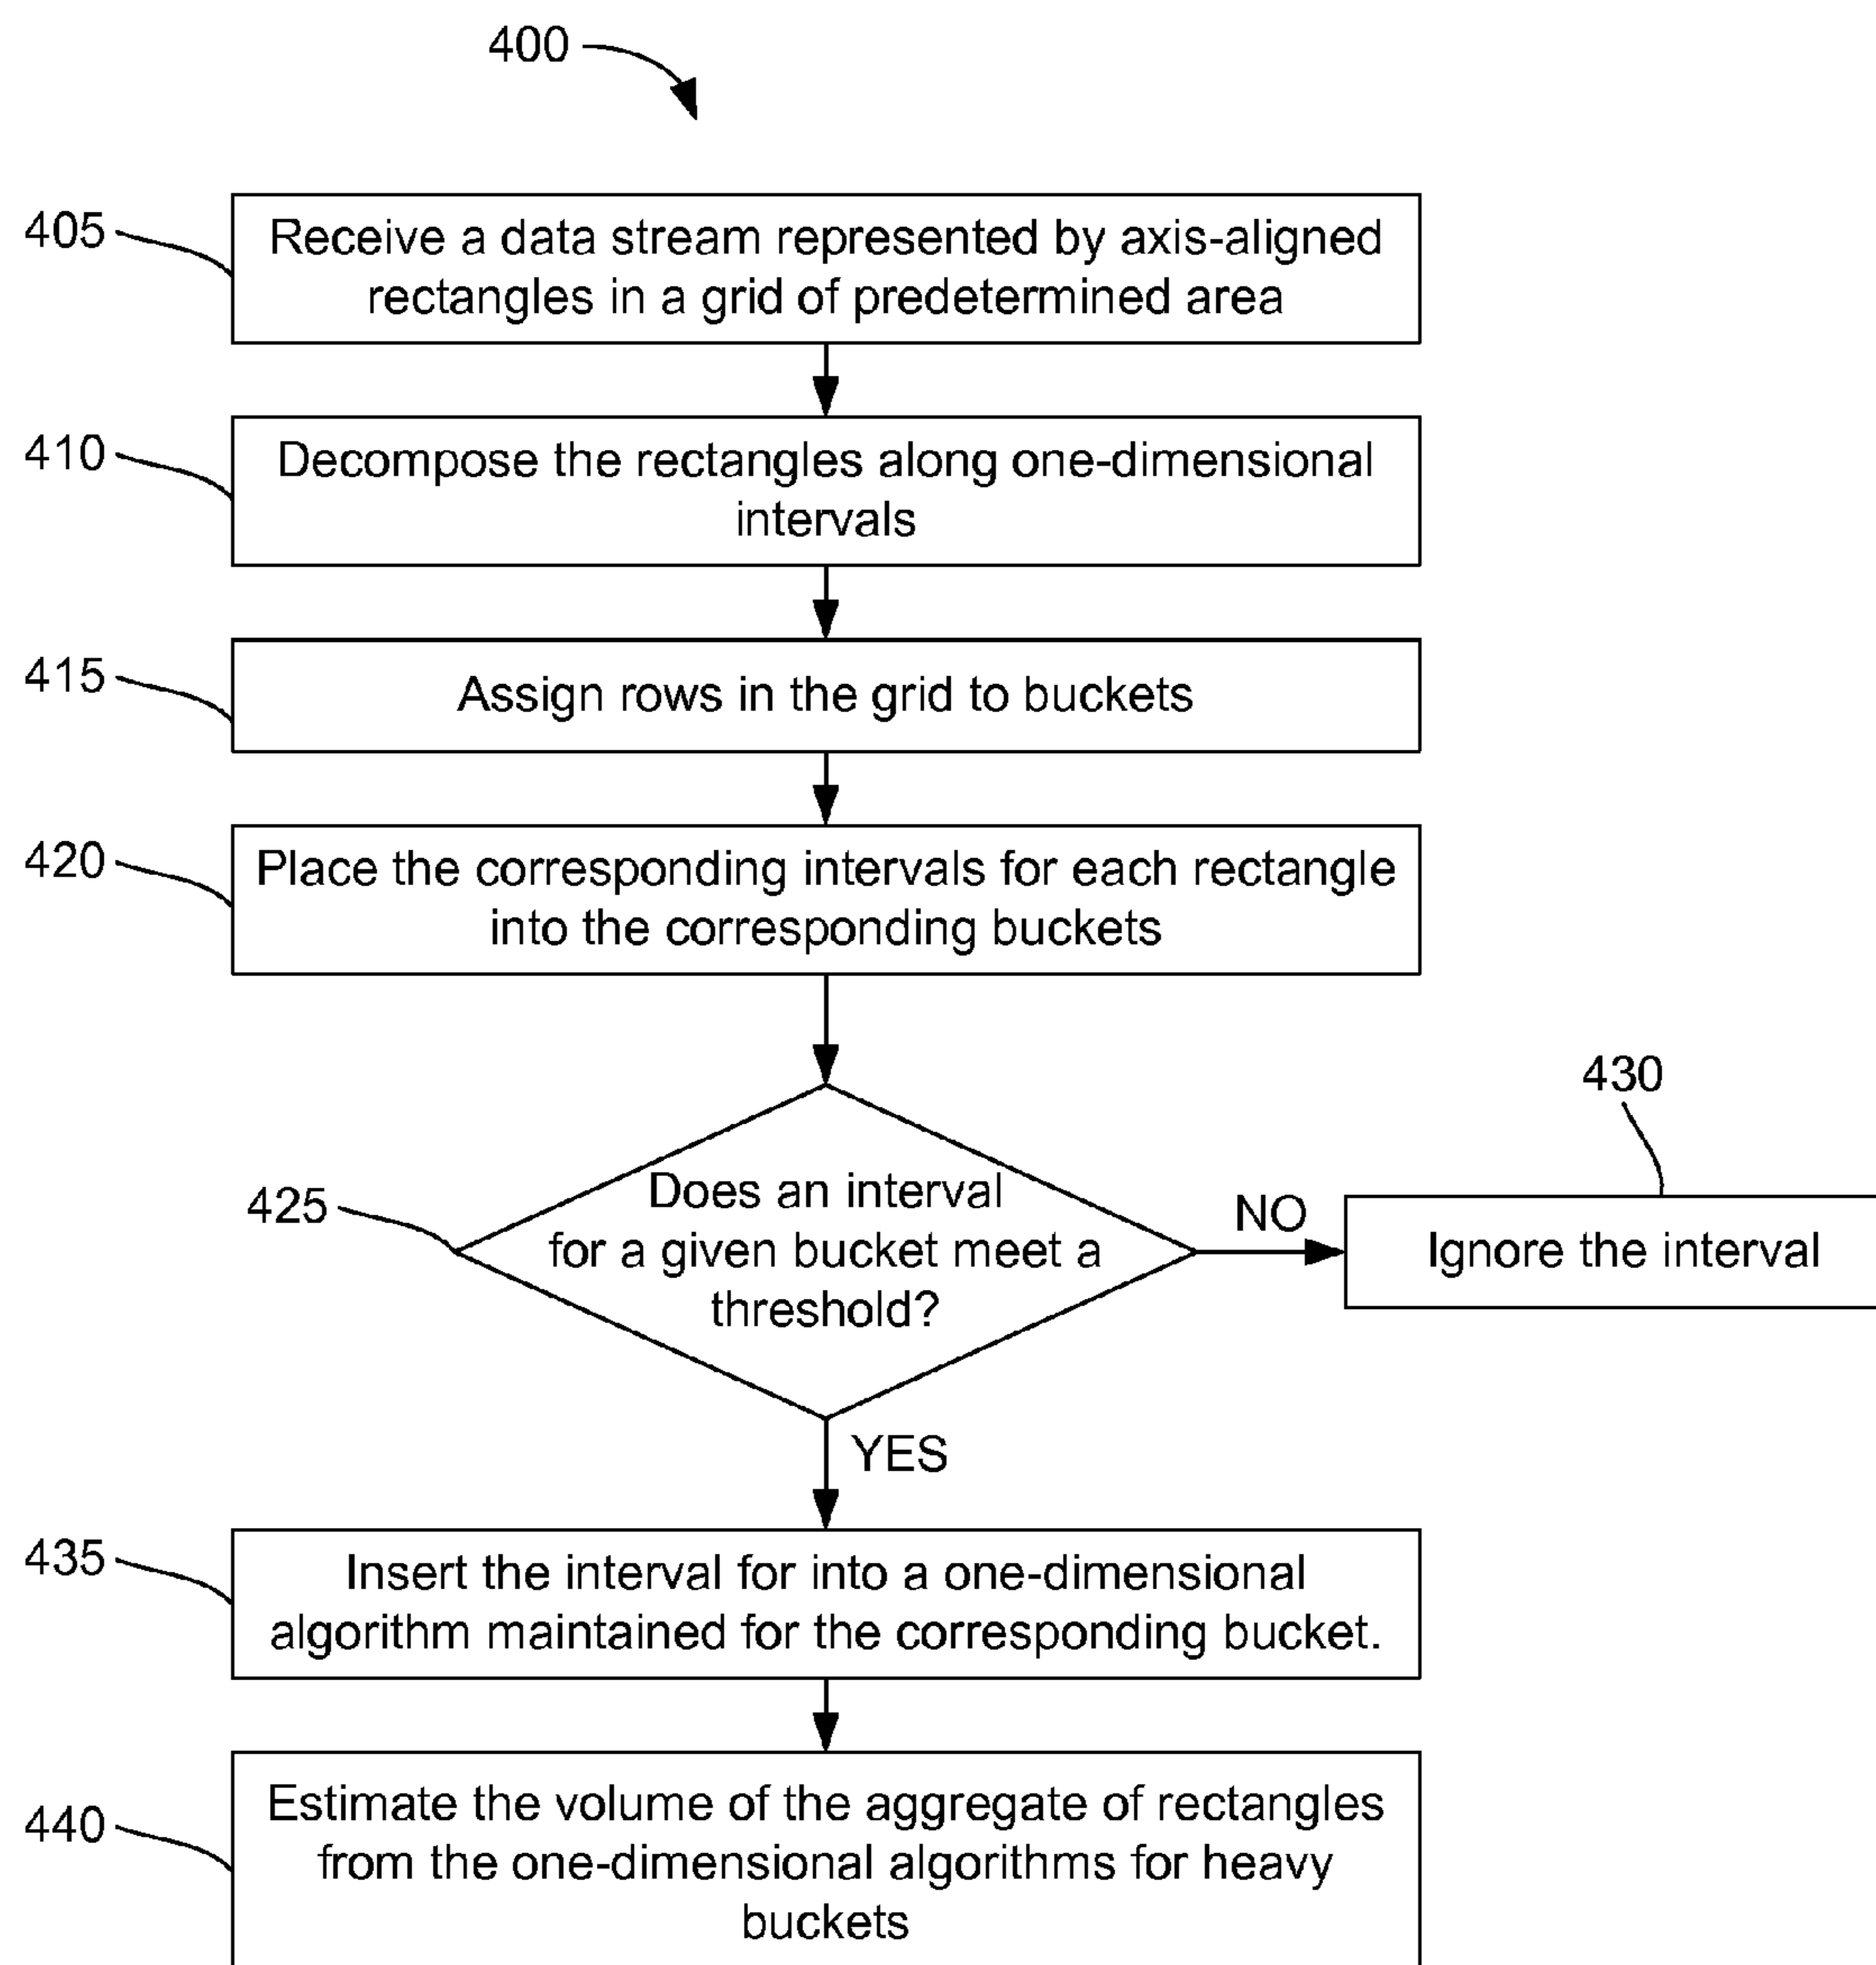 400
405
Receive a data stream represented by axis-aligned
rectangles in a grid of predetermined area
410
Decompose the rectangles along one-dimensional
intervals
415
Assign rows in the grid to buckets
420
Place the corresponding intervals for each rectangle
into the corresponding buckets
425
Does an interval
for a given bucket meet a
threshold?
NO
430
Ignore the interval
YES
435
Insert the interval for into a one-dimensional
algorithm maintained for the corresponding bucket.
440
Estimate the volume of the aggregate of rectangles
from the one-dimensional algorithms for heavy
buckets